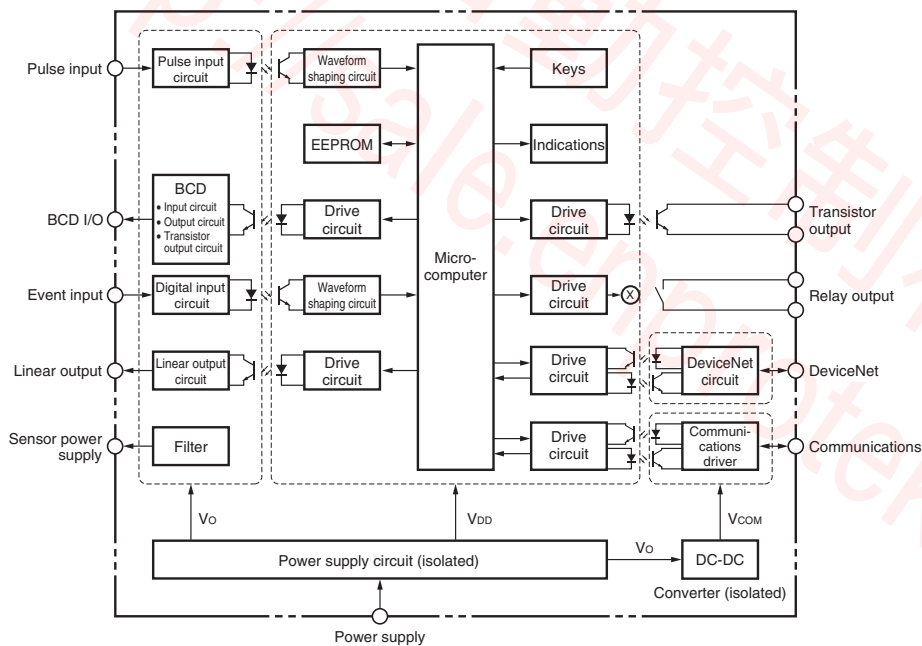 Pulse input
Pulse input
circuit
Waveform
shaping circuit
Keys
EEPROM
Indications
BCD I/O
BCD
• Input circuit
• Output circuit
• Transistor
output circuit
Drive
circuit
Micro-
computer
Drive
circuit
Transistor
output
Event input
Digital input
circuit
Waveform
shaping circuit
Drive
circuit
X
Relay output
Linear output
Linear output
circuit
Drive
circuit
Drive
circuit
DeviceNet
circuit
DeviceNet
Sensor power
supply
Filter
Drive
circuit
Communi-
cations
driver
Communications
VO
VDD
VCOM
Power supply circuit (isolated)
VO
DC-DC
Converter (isolated)
Power supply